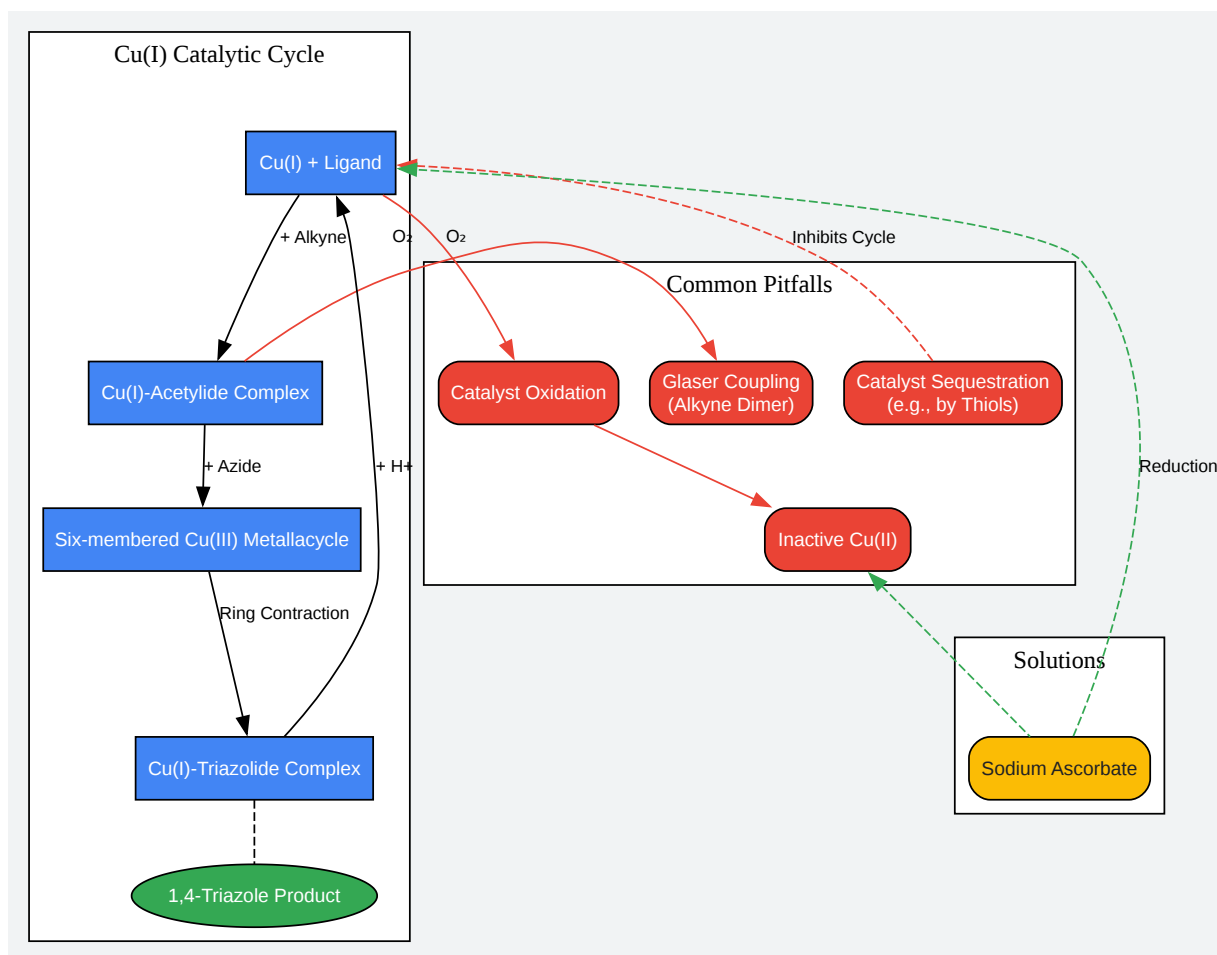 Cu(I) Catalytic Cycle
Cu(I) + Ligand
+ Alkyne
O₂
O₂
Inhibits Cycle
Common Pitfalls
Cu(I)-Acetylide Complex
Catalyst Oxidation
Glaser Coupling
(Alkyne Dimer)
Catalyst Sequestration
(e.g., by Thiols)
+ Azide
+ H+
Reduction
Six-membered Cu(III) Metallacycle
Inactive Cu(II)
Ring Contraction
Solutions
Cu(I)-Triazolide Complex
Sodium Ascorbate
1,4-Triazole Product